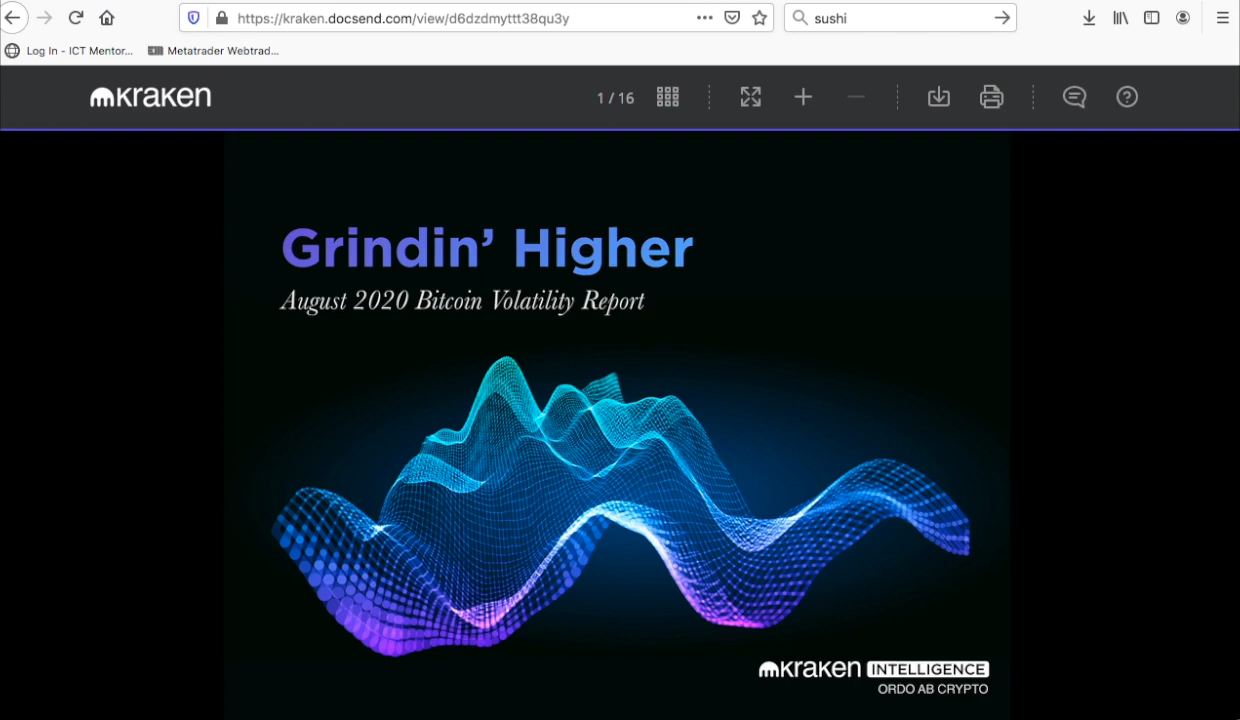 https://kraken.docsend.com/view/d6dzdmyttt38qu3y
sushi
Log In - ICT Mentor...
Metatrader Webtrad...
kraken
1 / 16
Grindin’ Higher
August 2020 Bitcoin Volatility Report
kraken INTELLIGENCE
ORDO AB CRYPTO